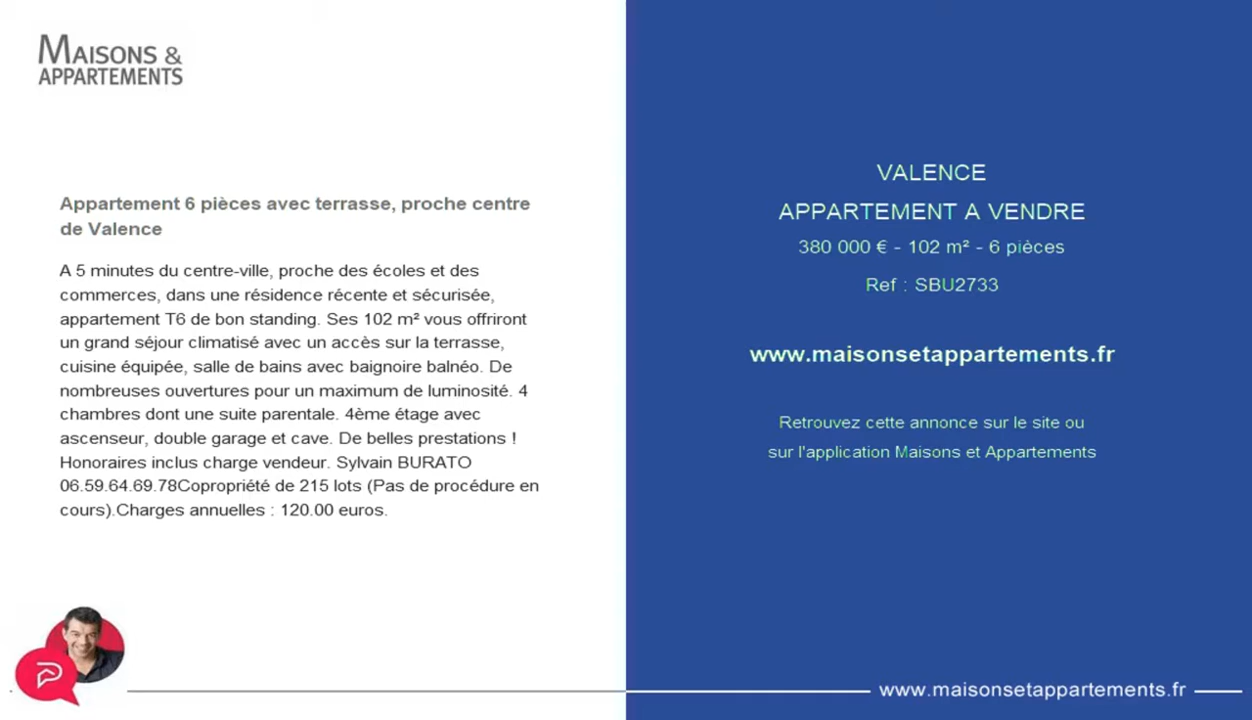 MAISONS &
APPARTEMENTS
Appartement 6 pièces avec terrasse, proche centre
de Valence
A 5 minutes du centre-ville, proche des écoles et des
commerces, dans une résidence récente et sécurisée,
appartement T6 de bon standing. Ses 102 m² vous offriront
un grand séjour climatisé avec un accès sur la terrasse,
cuisine équipée, salle de bains avec baignoire balnéo. De
nombreuses ouvertures pour un maximum de luminosité. 4
chambres dont une suite parentale. 4ème étage avec
ascenseur, double garage et cave. De belles prestations !
Honoraires inclus charge vendeur. Sylvain BURATO
06.59.64.69.78Copropriété de 215 lots (Pas de procédure en
cours).Charges annuelles : 120.00 euros.
VALENCE
APPARTEMENT A VENDRE
380 000 € - 102 m² - 6 pièces
Ref : SBU2733
www.maisonsetappartements.fr
Retrouvez cette annonce sur le site ou
sur l'application Maisons et Appartements
www.maisonsetappartements.fr